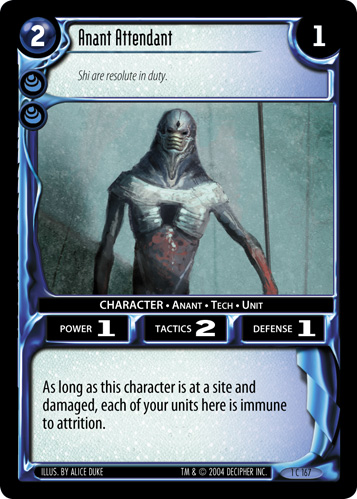 2 Anant Attendant 1
Shi are resolute in duty.
CHARACTER • ANANT • TECH • UNIT
POWER 1 TACTICS 2 DEFENSE 1
As long as this character is at a site and
damaged, each of your units here is immune
to attrition.
ILLUS. BY ALICE DUKE TM & © 2004 DECIPHER INC. 1 C 167